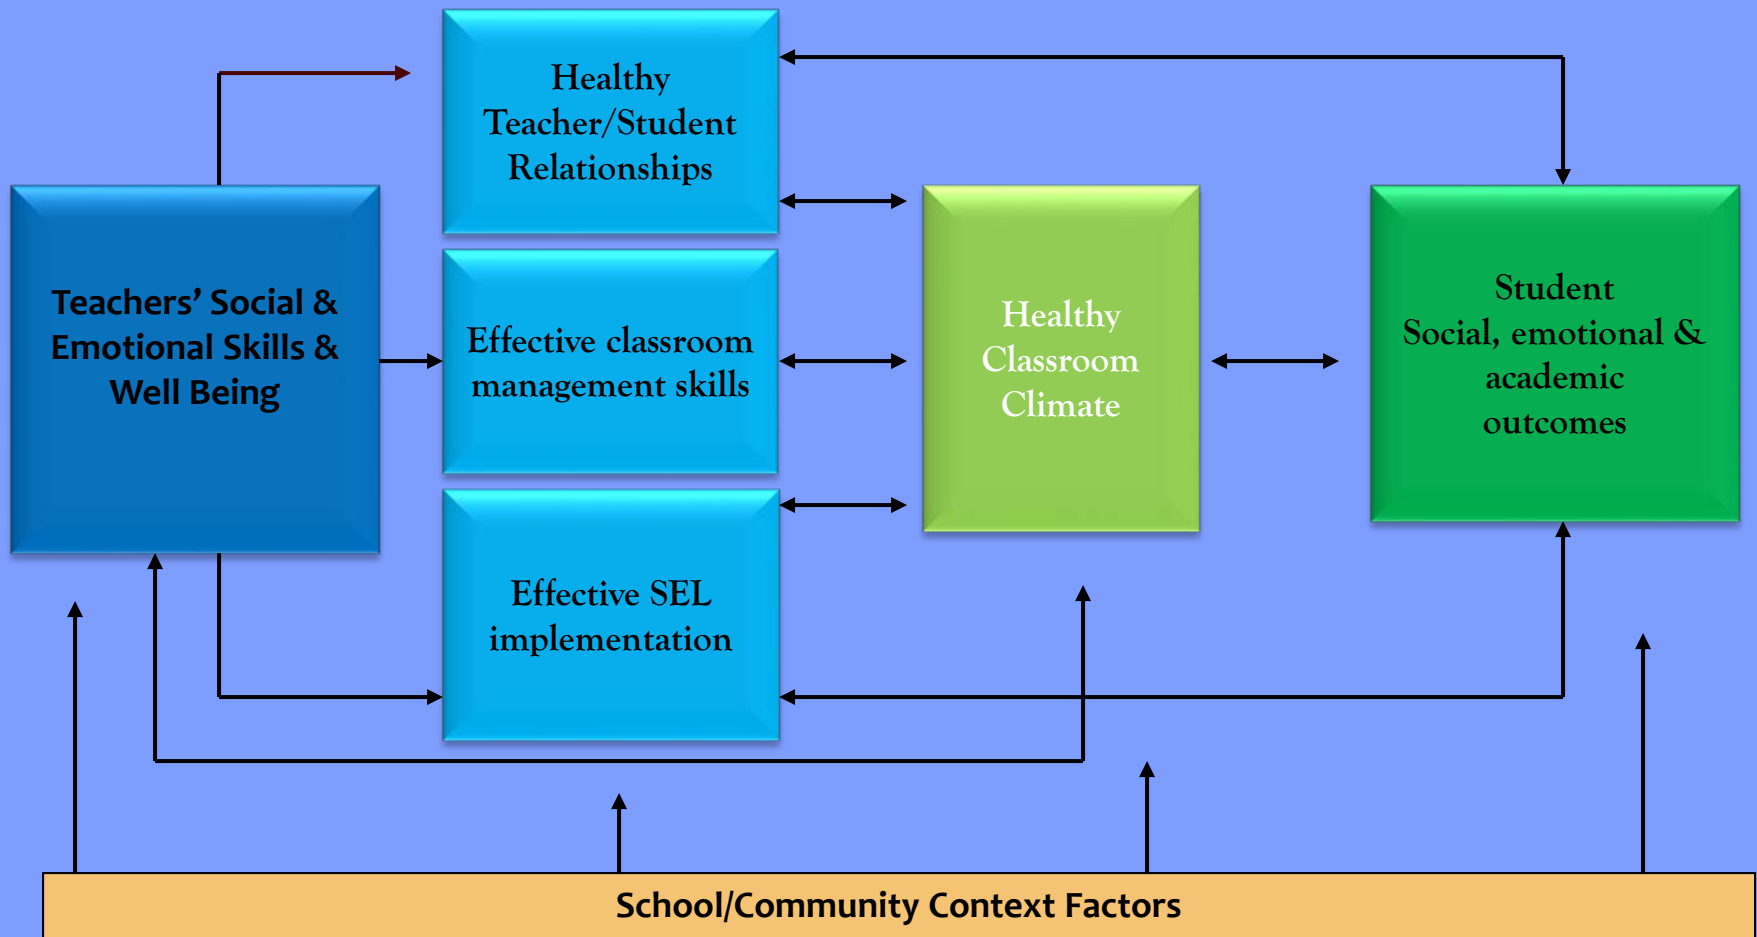 Healthy
Teacher/Student
Relationships
Teachers’ Social &
Emotional Skills &
Well Being
Effective classroom
management skills
Healthy
Classroom
Climate
Student
Social, emotional &
academic
outcomes
Effective SEL
implementation
School/Community Context Factors